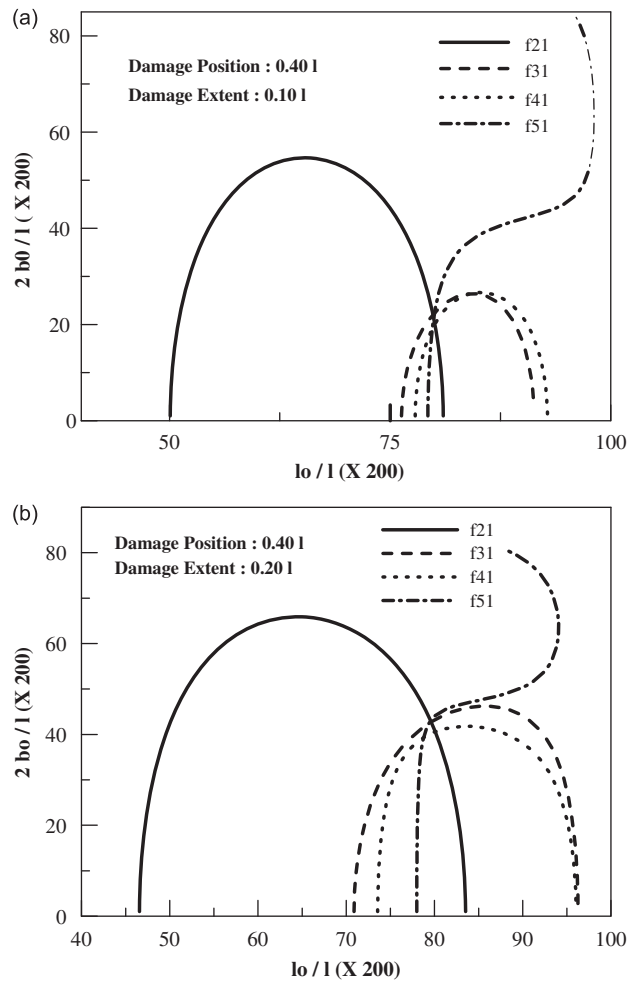 (a)
80
60
40
20
0
2 b0 / l ( X 200)
Damage Position : 0.40 l
Damage Extent : 0.10 l
f21
f31
f41
f51
50
75
100
lo / l (X 200)
(b)
80
60
40
20
0
2 bo / l (X 200)
Damage Position : 0.40 l
Damage Extent : 0.20 l
f21
f31
f41
f51
40
50
60
70
80
90
100
lo / l (X 200)